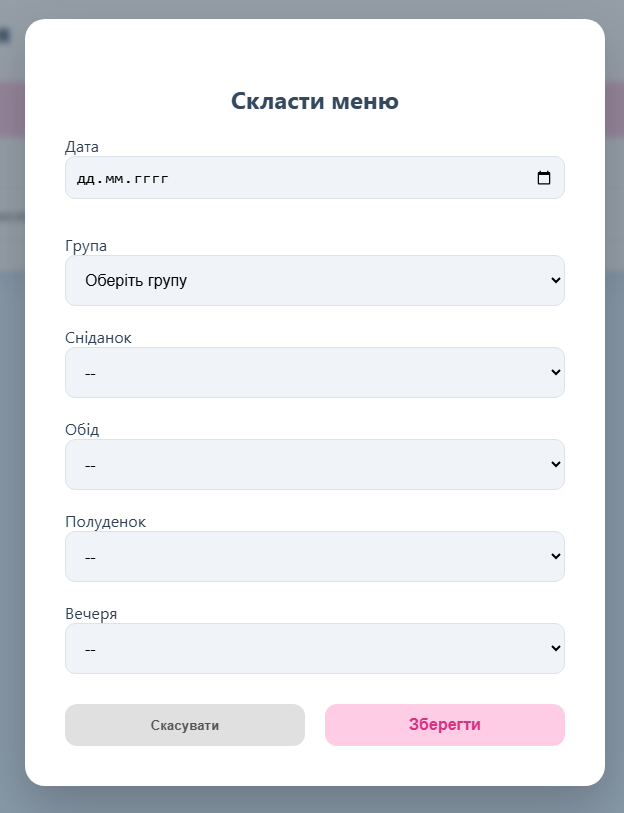 Скласти меню
Дата
дд.мм.гггг
Група
Оберіть групу
Сніданок
--
Обід
--
Полуденок
--
Вечеря
--
Скасувати
Зберегти